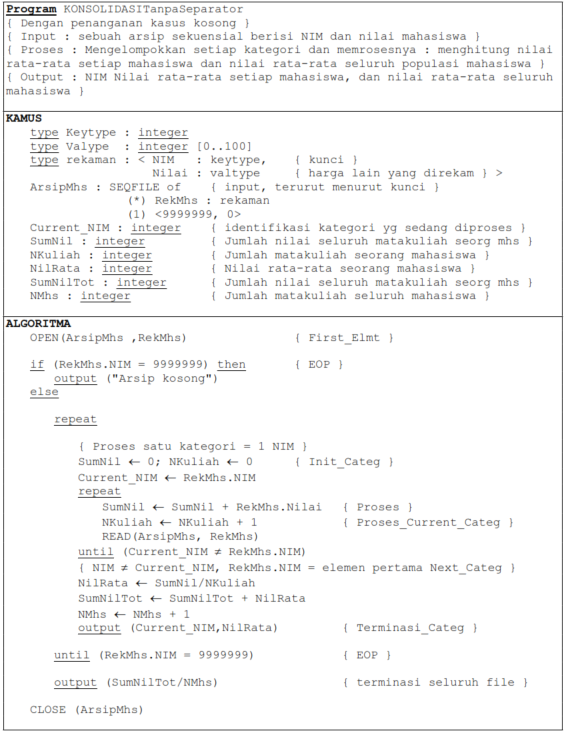 Program KONSOLIDASITanpaSeparator
{ Dengan penanganan kasus kosong }
{ Input : sebuah arsip sekuensial berisi NIM dan nilai mahasiswa }
{ Proses : Mengelompokkan setiap kategori dan memrosesnya : menghitung nilai
rata-rata setiap mahasiswa dan nilai rata-rata seluruh populasi mahasiswa }
{ Output : NIM Nilai rata-rata setiap mahasiswa, dan nilai rata-rata seluruh
mahasiswa }
KAMUS
type Keytype : integer
type Valype : integer [0..100]
type rekaman : < NIM : keytype, { kunci }
Nilai : valtype { harga lain yang direkam } >
ArsipMhs : SEQFILE of { input, terurut menurut kunci }
(*) RekMhs : rekaman
(1) <9999999, 0>
Current_NIM : integer { identifikasi kategori yg sedang diproses }
SumNil : integer { Jumlah nilai seluruh matakuliah seorg mhs }
NKuliah : integer { Jumlah matakuliah seorang mahasiswa }
NilRata : integer { Nilai rata-rata seorang mahasiswa }
SumNilTot : integer { Jumlah nilai seluruh matakuliah seorg mhs }
NMhs : integer { Jumlah matakuliah seluruh mahasiswa }
ALGORITMA
OPEN(ArsipMhs ,RekMhs) { First_Elmt }
if (RekMhs.NIM = 9999999) then { EOP }
output ("Arsip kosong")
else
repeat
{ Proses satu kategori = 1 NIM }
SumNil ← 0; NKuliah ← 0 { Init_Categ }
Current_NIM ← RekMhs.NIM
repeat
SumNil ← SumNil + RekMhs.Nilai { Proses }
NKuliah ← NKuliah + 1 { Proses_Current_Categ }
READ(ArsipMhs, RekMhs)
until (Current_NIM ≠ RekMhs.NIM)
{ NIM ≠ Current_NIM, RekMhs.NIM = elemen pertama Next_Categ }
NilRata ← SumNil/NKuliah
SumNilTot ← SumNilTot + NilRata
NMhs ← NMhs + 1
output (Current_NIM,NilRata) { Terminasi_Categ }
until (RekMhs.NIM = 9999999) { EOP }
output (SumNilTot/NMhs) { terminasi seluruh file }
CLOSE (ArsipMhs)